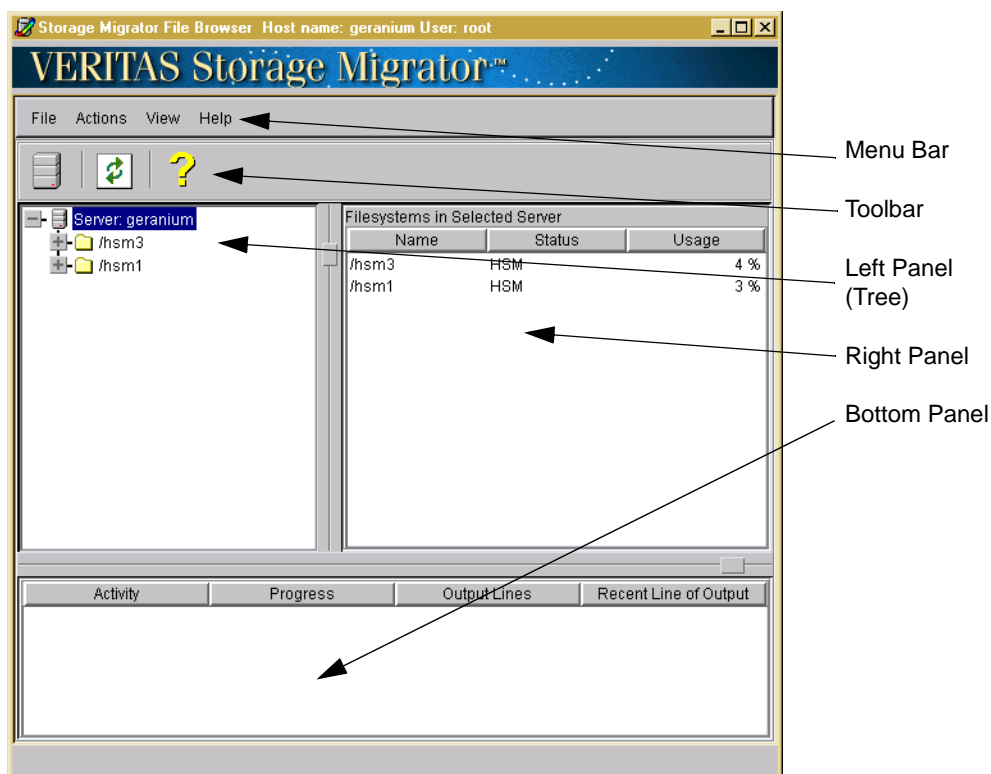 Storage Migrator File Browser  Host name: geranium User: root
VERITAS Storage Migrator™
File  Actions  View  Help
Menu Bar
?
Toolbar
Server: geranium
/hsm3
/hsm1
Filesystems in Selected Server
Name  Status  Usage
/hsm3  HSM  4 %
/hsm1  HSM  3 %
Left Panel
(Tree)
Right Panel
Bottom Panel
Activity  Progress  Output Lines  Recent Line of Output